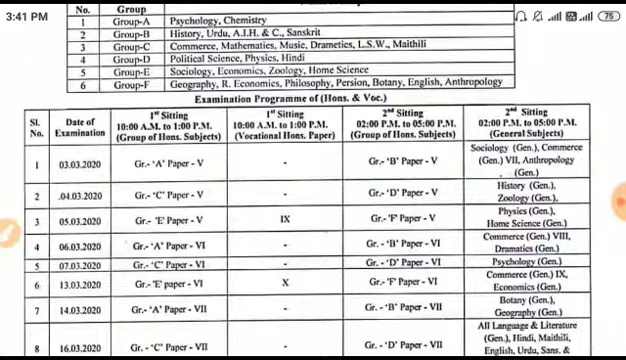 3:41 PM
75
No. Group
1 Group-A Psychology, Chemistry
2 Group-B History, Urdu, A.I.H. & C., Sanskrit
3 Group-C Commerce, Mathematics, Music, Drametics, L.S.W., Maithili
4 Group-D Political Science, Physics, Hindi
5 Group-E Sociology, Economics, Zoology, Home Science
6 Group-F Geography, R. Economics, Philosophy, Persion, Botany, English, Anthropology
Examination Programme of (Hons. & Voc.)
Sl. No. Date of Examination 1st Sitting 10:00 A.M. to 1:00 P.M. (Group of Hons. Subjects) 1st Sitting 10:00 A.M. to 1:00 P.M. (Vocational Hons. Paper) 2nd Sitting 02:00 P.M. to 05:00 P.M. (Group of Hons. Subjects) 2nd Sitting 02:00 P.M. to 05:00 P.M. (General Subjects)
1 03.03.2020 Gr.- 'A' Paper - V - Gr.- 'B' Paper - V Sociology (Gen.), Commerce (Gen.) VII, Anthropology (Gen.)
2 .04.03.2020 Gr.- 'C' Paper - V - Gr.- 'D' Paper - V History (Gen.), Zoology (Gen.),
3 05.03.2020 Gr.- 'E' Paper - V IX Gr.- 'F' Paper - V Physics (Gen.), Home Science (Gen.)
4 06.03.2020 Gr.- 'A' Paper - VI - Gr. - 'B' Paper - VI Commerce (Gen.) VIII, Dramatics (Gen.)
5 07.03.2020 Gr.- 'C' Paper - VI - Gr. - 'D' Paper - VI Psychology (Gen.)
6 13.03.2020 Gr.- 'E' paper - VI X Gr.- 'F' Paper - VI Commerce (Gen.) IX, Economics (Gen.)
7 14.03.2020 Gr. - 'A' Paper - VII - Gr. - 'B' Paper - VII Botany (Gen.), Geography (Gen.)
8 16.03.2020 Gr. - 'C' Paper - VII - Gr. - 'D' Paper - VII All Language & Literature (Gen.), Hindi, Maithili, English, Urdu, Sans. &